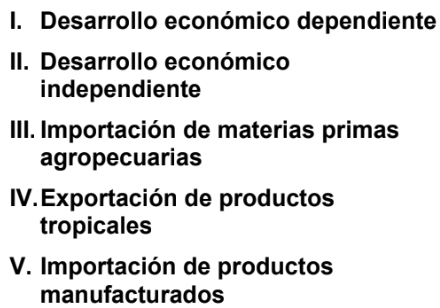 I. Desarrollo económico dependiente
II. Desarrollo económico
independiente
III. Importación de materias primas
agropecuarias
IV.Exportación de productos
tropicales
V. Importación de productos
manufacturados